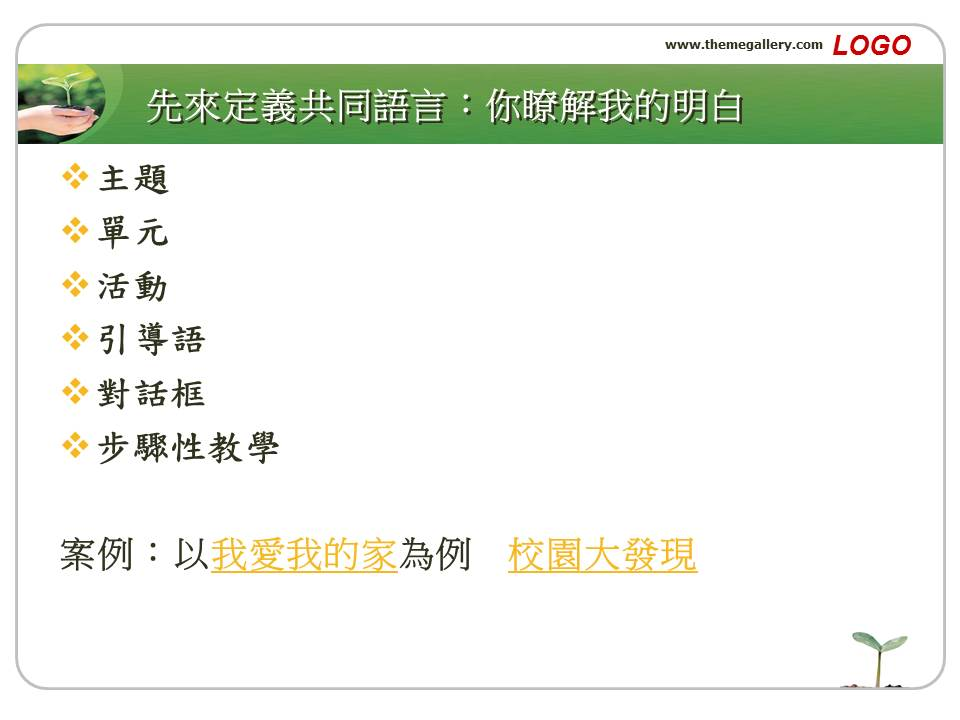 www.themegallery.com LOGO
先來定義共同語言：你瞭解我的明白
主題
單元
活動
引導語
對話框
步驟性教學
案例：以我愛我的家為例　校園大發現